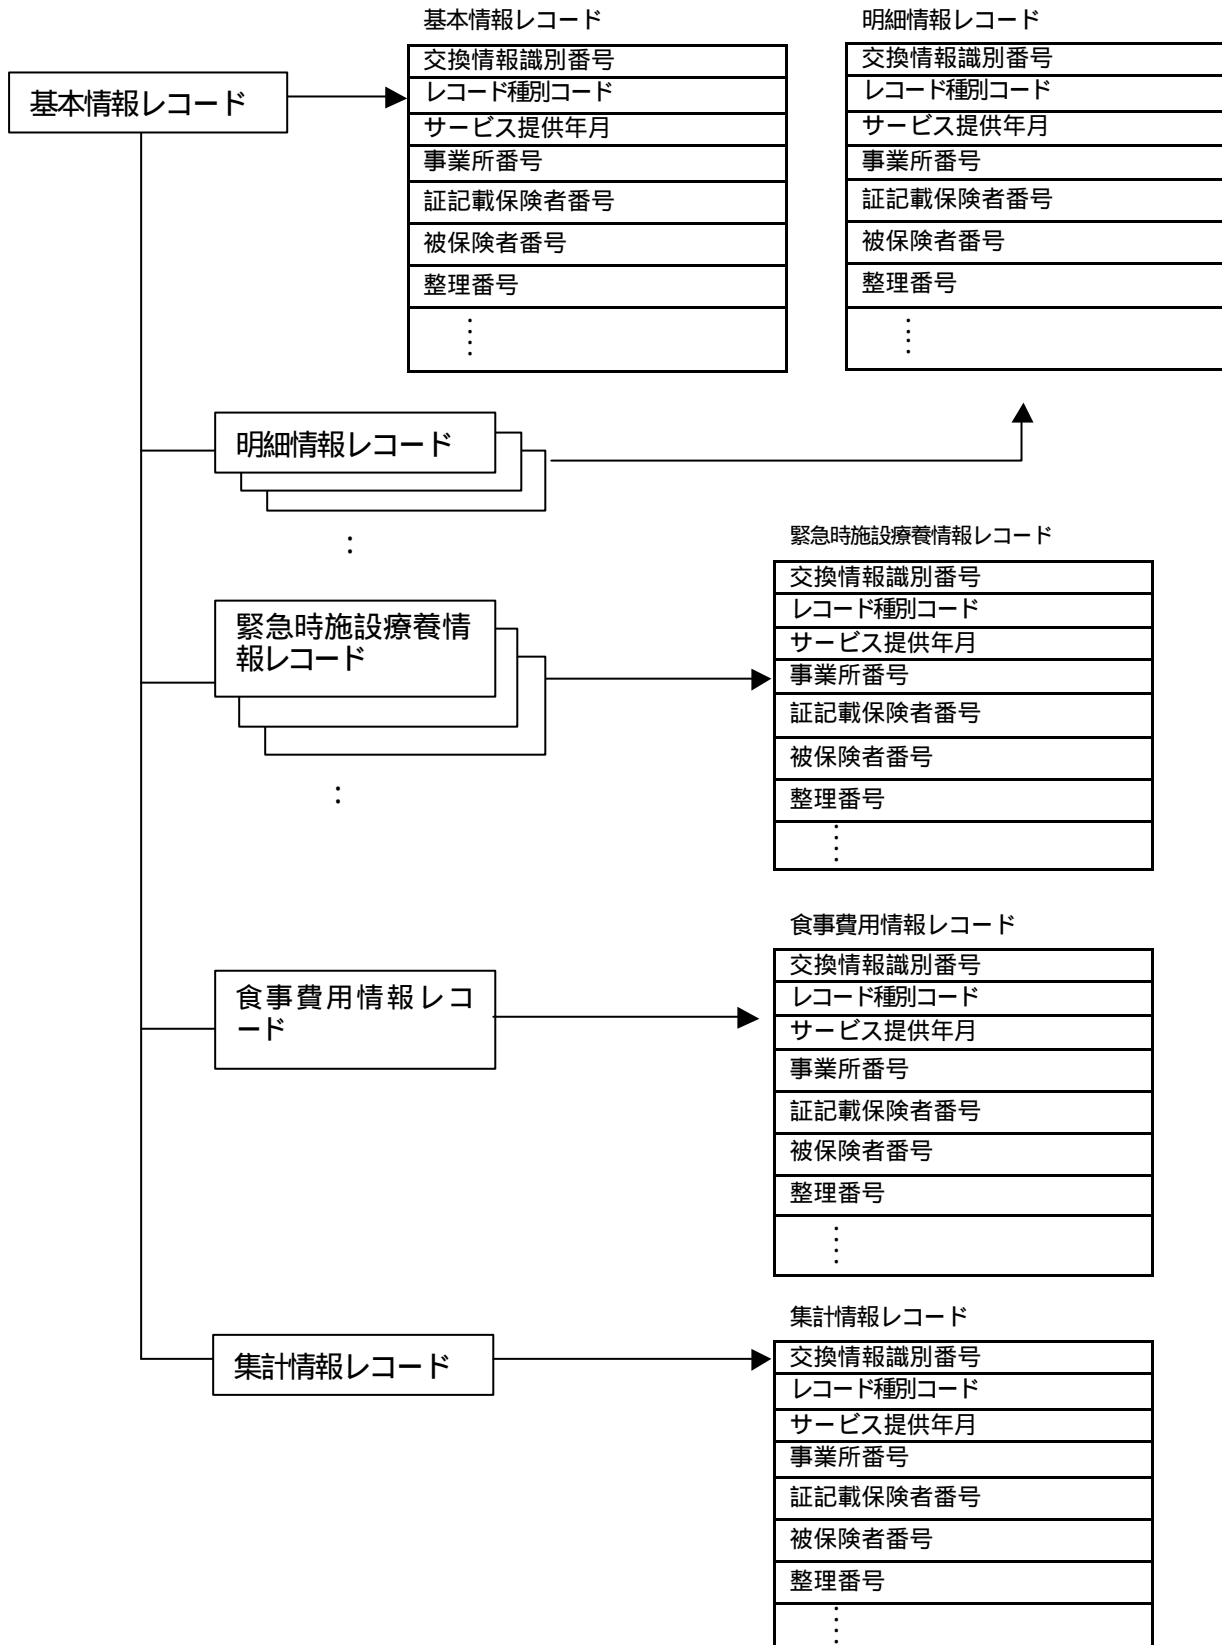 基本情報レコード
基本情報レコード
交換情報識別番号
レコード種別コード
サービス提供年月
事業所番号
証記載保険者番号
被保険者番号
整理番号
明細情報レコード
交換情報識別番号
レコード種別コード
サービス提供年月
事業所番号
証記載保険者番号
被保険者番号
整理番号
明細情報レコード
緊急時施設療養情
報レコード
緊急時施設療養情報レコード
交換情報識別番号
レコード種別コード
サービス提供年月
事業所番号
証記載保険者番号
被保険者番号
整理番号
食事費用情報レコ
ード
食事費用情報レコード
交換情報識別番号
レコード種別コード
サービス提供年月
事業所番号
証記載保険者番号
被保険者番号
整理番号
集計情報レコード
集計情報レコード
交換情報識別番号
レコード種別コード
サービス提供年月
事業所番号
証記載保険者番号
被保険者番号
整理番号